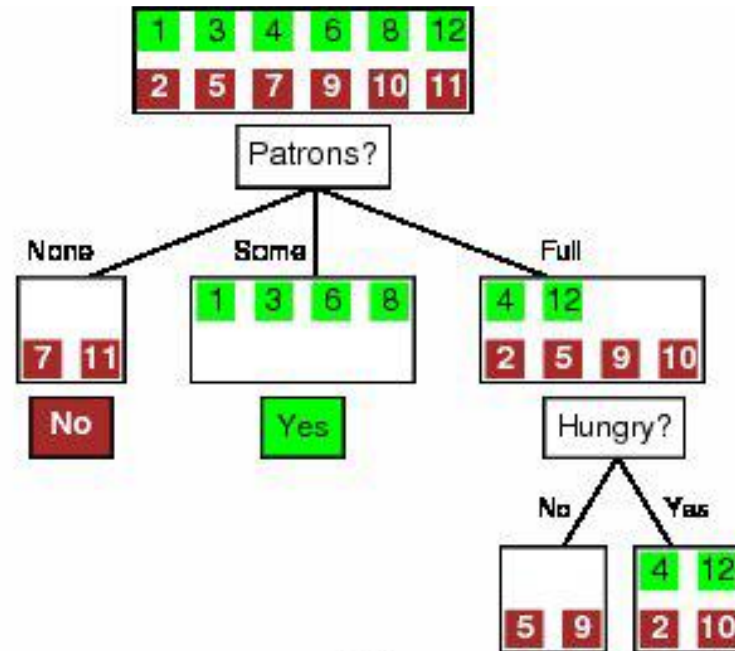 1 3 4 6 8 12
2 5 7 9 10 11
Patrons?
None Some Full
1 3 6 8 4 12
7 11 2 5 9 10
No Yes Hungry?
No Yes
4 12
5 9 2 10